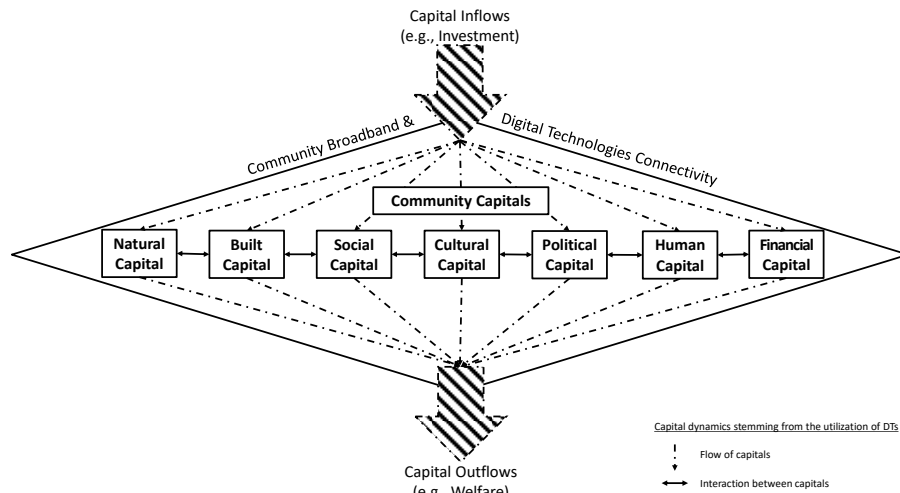 Capital Inflows
(e.g., Investment)
Community Broadband &
Digital Technologies Connectivity
Community Capitals
Natural
Capital
Built
Capital
Social
Capital
Cultural
Capital
Political
Capital
Human
Capital
Financial
Capital
Capital Outflows
(e.g., Welfare)
Capital dynamics stemming from the utilization of DTs
Flow of capitals
Interaction between capitals